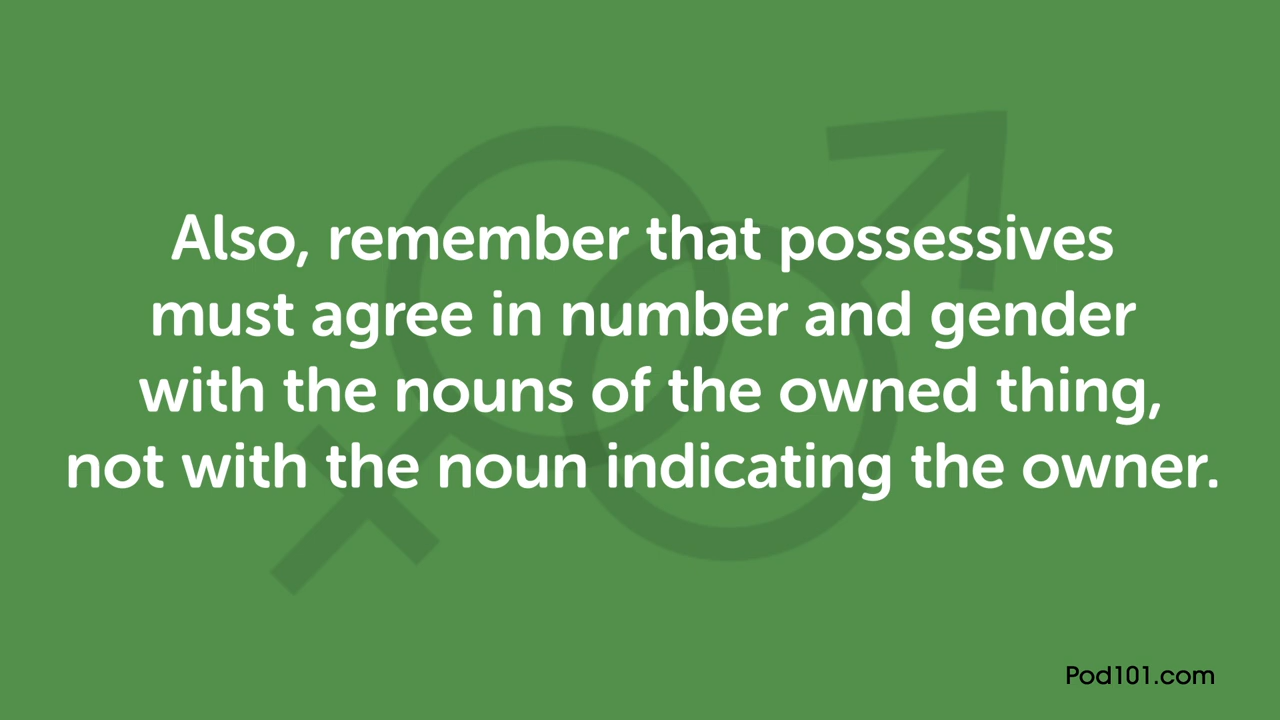 Also, remember that possessives
must agree in number and gender
with the nouns of the owned thing,
not with the noun indicating the owner.
Pod101.com